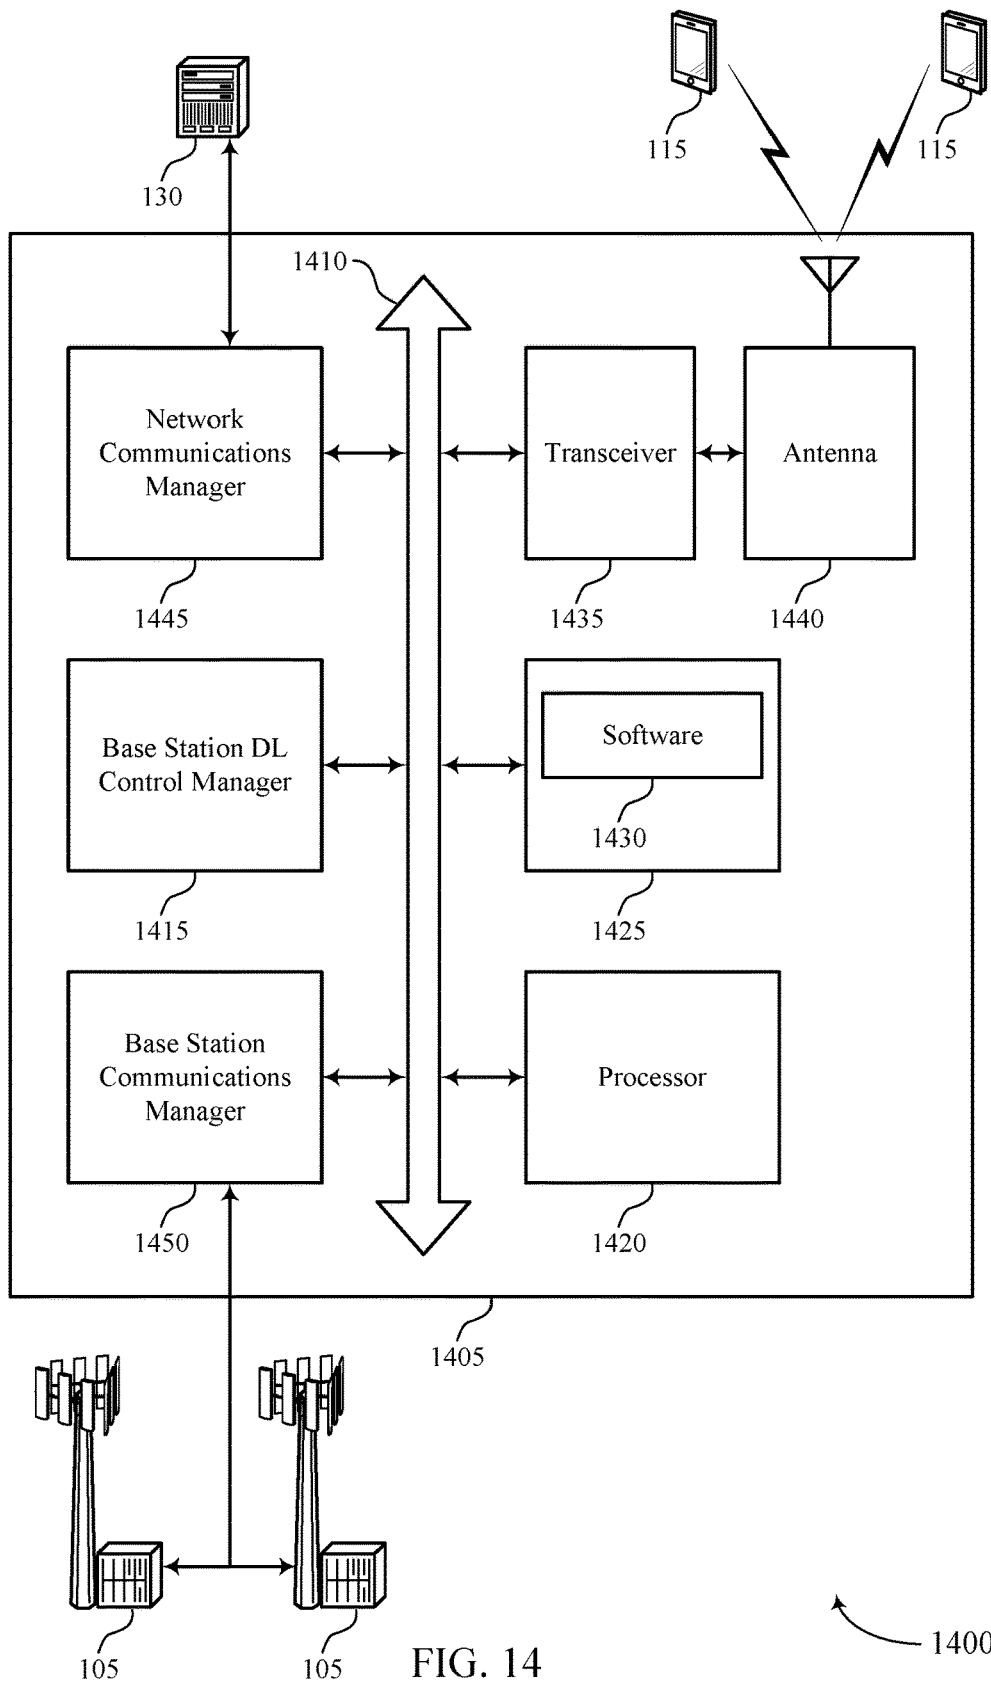 130
115
115
1410
Network
Communications
Manager
Transceiver
Antenna
1445
1435
1440
Base Station DL
Control Manager
Software
1430
1415
1425
Base Station
Communications
Manager
Processor
1450
1420
1405
105
105
FIG. 14
1400